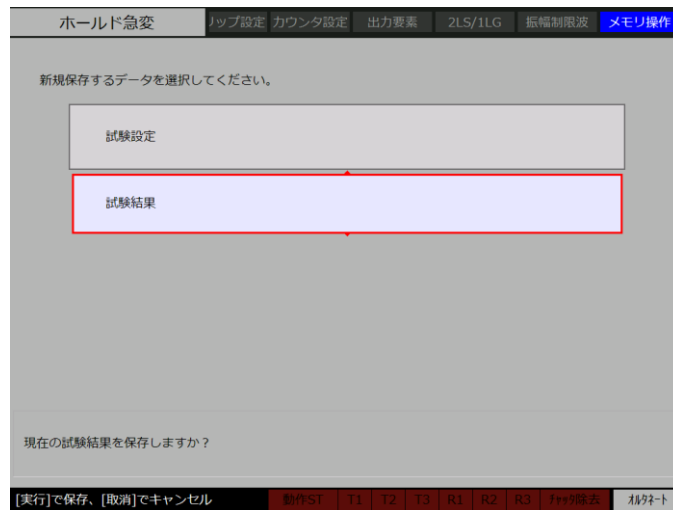 ホールド急変 リップ設定 カウンタ設定 出力要素 2LS/1LG 振幅制限波 メモリ操作
新規保存するデータを選択してください。
試験設定
試験結果
現在の試験結果を保存しますか？
[実行]で保存、[取消]でキャンセル 動作ST T1 T2 T3 R1 R2 R3 ﾁｬｯﾀ除去 ｵﾙﾀﾈｰﾄ